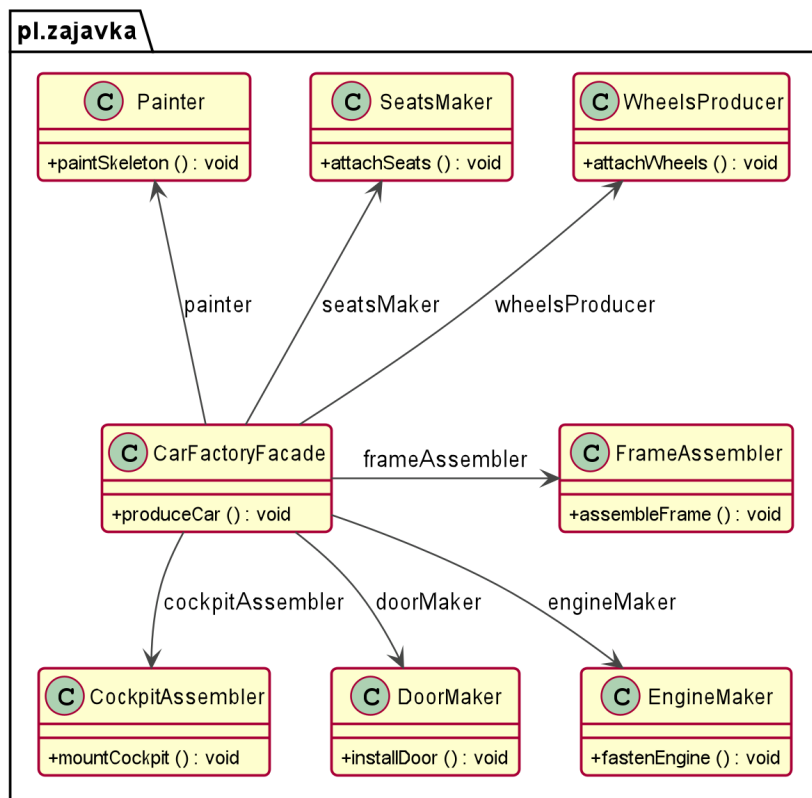 pl.zajavka
C Painter
+paintSkeleton () : void
C SeatsMaker
+attachSeats () : void
C WheelsProducer
+attachWheels () : void
painter
seatsMaker
wheelsProducer
C CarFactoryFacade
+produceCar () : void
frameAssembler
C FrameAssembler
+assembleFrame () : void
cockpitAssembler
doorMaker
engineMaker
C CockpitAssembler
+mountCockpit () : void
C DoorMaker
+installDoor () : void
C EngineMaker
+fastenEngine () : void